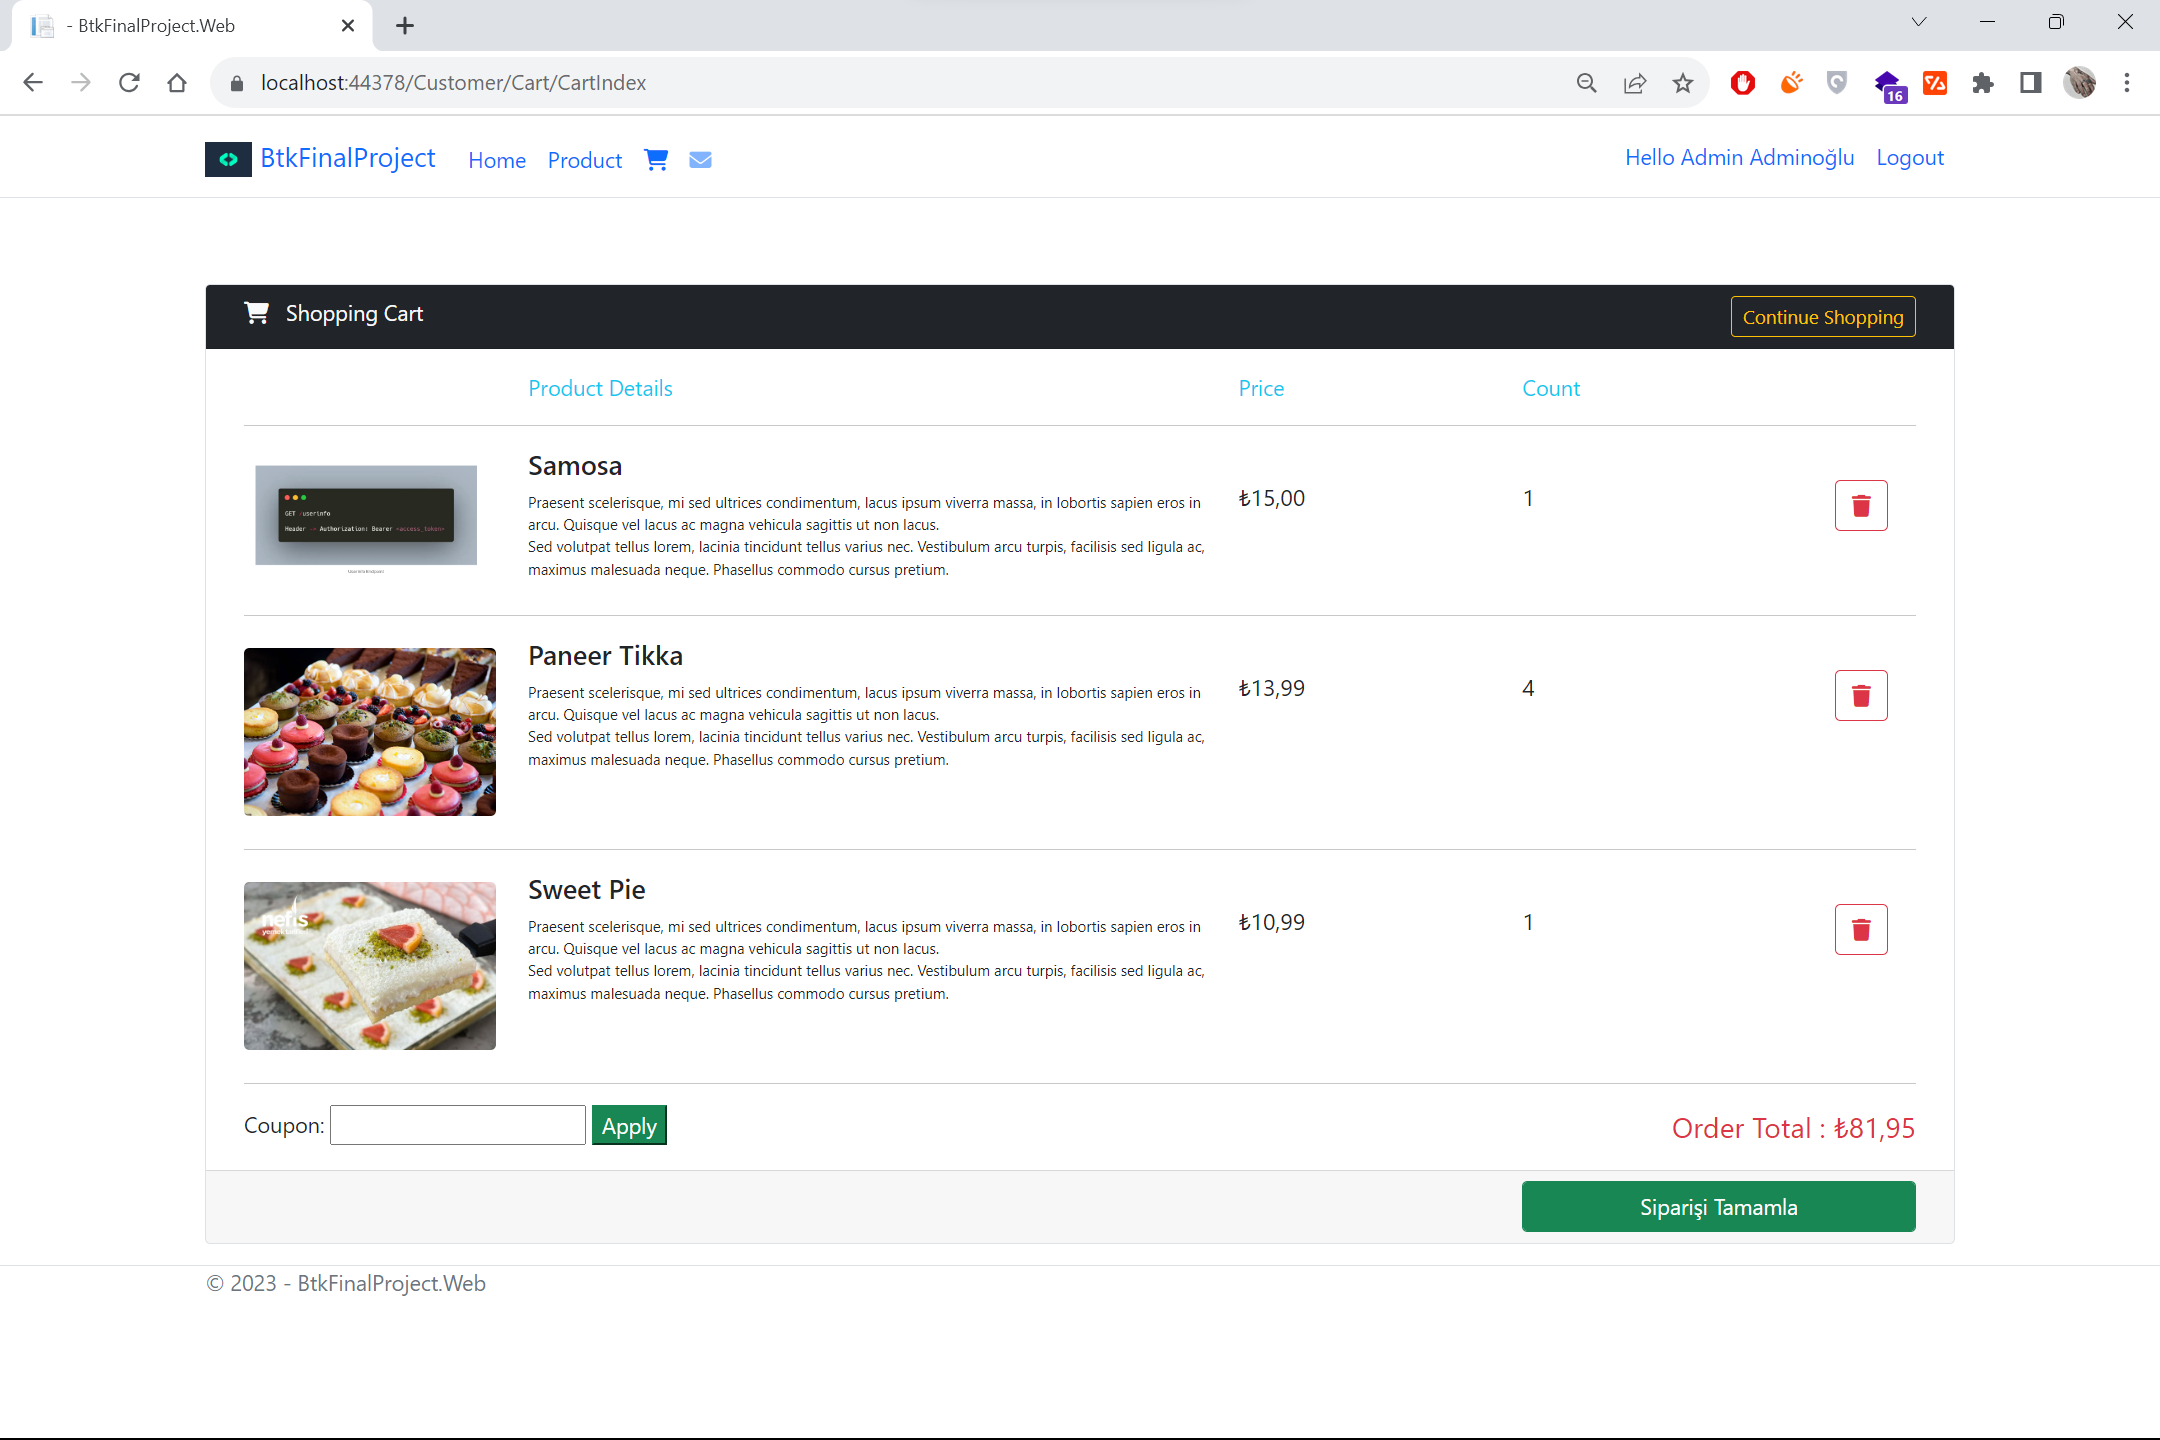 - BtkFinalProject.Web
localhost:44378/Customer/Cart/CartIndex
16
BtkFinalProject
Home
Product
Hello Admin Adminoğlu
Logout
Shopping Cart
Continue Shopping
Product Details
Price
Count
GET /userinfo
Header -> Authorization: Bearer <access_token>
Samosa
Praesent scelerisque, mi sed ultrices condimentum, lacus ipsum viverra massa, in lobortis sapien eros in
arcu. Quisque vel lacus ac magna vehicula sagittis ut non lacus.
Sed volutpat tellus lorem, lacinia tincidunt tellus varius nec. Vestibulum arcu turpis, facilisis sed ligula ac,
maximus malesuada neque. Phasellus commodo cursus pretium.
₺15,00
1
Paneer Tikka
Praesent scelerisque, mi sed ultrices condimentum, lacus ipsum viverra massa, in lobortis sapien eros in
arcu. Quisque vel lacus ac magna vehicula sagittis ut non lacus.
Sed volutpat tellus lorem, lacinia tincidunt tellus varius nec. Vestibulum arcu turpis, facilisis sed ligula ac,
maximus malesuada neque. Phasellus commodo cursus pretium.
₺13,99
4
nefis
yemek
Sweet Pie
Praesent scelerisque, mi sed ultrices condimentum, lacus ipsum viverra massa, in lobortis sapien eros in
arcu. Quisque vel lacus ac magna vehicula sagittis ut non lacus.
Sed volutpat tellus lorem, lacinia tincidunt tellus varius nec. Vestibulum arcu turpis, facilisis sed ligula ac,
maximus malesuada neque. Phasellus commodo cursus pretium.
₺10,99
1
Coupon:
Apply
Order Total : ₺81,95
Siparişi Tamamla
© 2023 - BtkFinalProject.Web